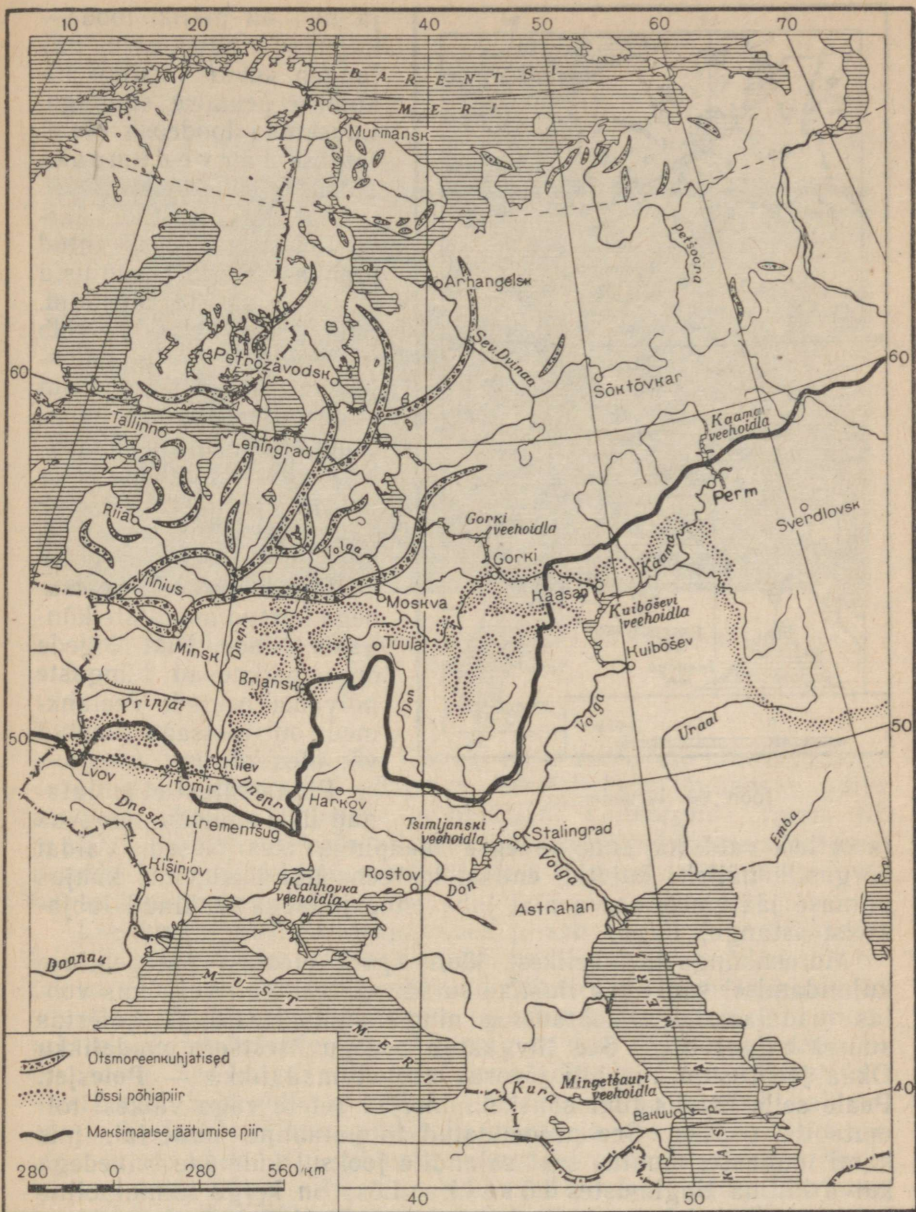 10 20 30 40 50 60 70
BARENTSI
MERI
Murmansk
Petšoora
Arhangelsk
Sev. Dvinaa
Petrozavodsk
60
60
Sõktõvkar
Tallinn
Leningrad
Kaama
veehoidla
Perm
Sverdlovsk
Riia
Gorki
veehoidla
Volga
Gorki
Kaama
Vilnius
Moskva
Kaasan
Kuibõševi
veehoidla
Minsk
Dnepr
Tuula
Kuibõšev
Brjansk
Don
Volga
Pripjat
Uraal
50
50
Lvov
Kiiev
Žitomir
Dnepr
Harkov
Emba
Dnestr
Krementšug
Tsimljanski
veehoidla
Stalingrad
Kišinjov
Kahhovka
veehoidla
Rostov
Don
Volga
Astrahan
Doonau
MUST
MERI
KASPIA
MERI
Otsmoreenkuhjatised
Kura
Mingetšauri
veehoidla
40
Lössi põhjapiir
Bakuu
Maksimaalse jäätumise piir
280 0 280 560 km
40
50